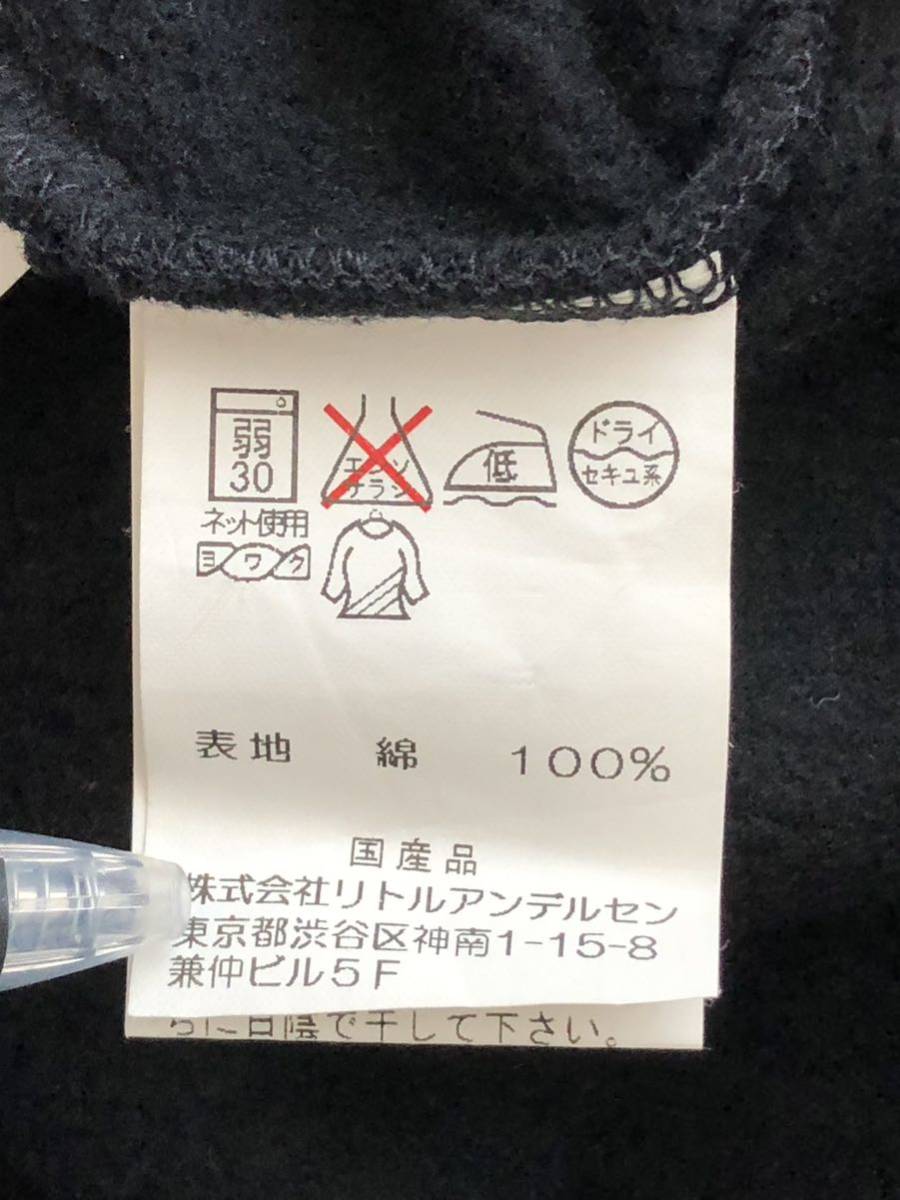 弱
30
エンソ
サラシ
低
ドライ
セキユ系
ネット使用
ヨワク
表地 綿 100%
国産品
株式会社リトルアンデルセン
東京都渋谷区神南1-15-8
兼仲ビル5F
に日陰で干して下さい。